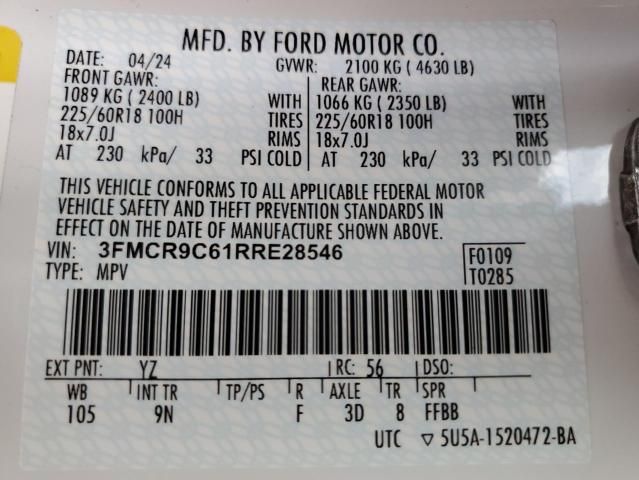 MFD. BY FORD MOTOR CO.
DATE: 04/24 GVWR: 2100 KG ( 4630 LB)
FRONT GAWR: REAR GAWR:
1089 KG ( 2400 LB) WITH 1066 KG ( 2350 LB) WITH
225/60R18 100H TIRES 225/60R18 100H TIRES
18x7.0J RIMS 18x7.0J RIMS
AT 230 kPa/ 33 PSI COLD AT 230 kPa/ 33 PSI COLD
THIS VEHICLE CONFORMS TO ALL APPLICABLE FEDERAL MOTOR
VEHICLE SAFETY AND THEFT PREVENTION STANDARDS IN
EFFECT ON THE DATE OF MANUFACTURE SHOWN ABOVE.
VIN: 3FMCR9C61RRE28546 F0109
TYPE: MPV T0285
EXT PNT: YZ RC: 56 DSO:
WB INT TR TP/PS R AXLE TR SPR
105 9N F 3D 8 FFBB
UTC ▽ 5U5A-1520472-BA